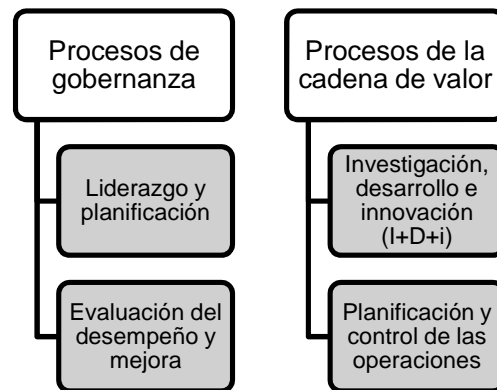 Procesos de
gobernanza
Liderazgo y
planificación
Evaluación del
desempeño y
mejora
Procesos de la
cadena de valor
Investigación,
desarrollo e
innovación
(I+D+i)
Planificación y
control de las
operaciones